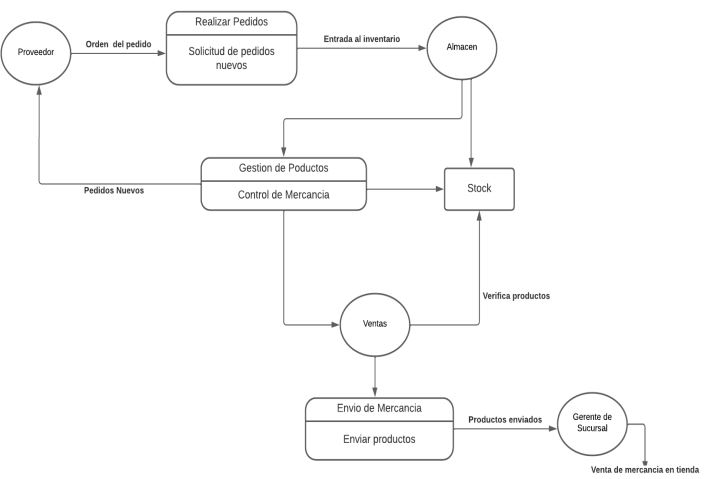 Realizar Pedidos
Proveedor
Orden del pedido
Solicitud de pedidos
nuevos
Entrada al inventario
Almacen
Gestion de Poductos
Control de Mercancia
Stock
Pedidos Nuevos
Verifica productos
Ventas
Envio de Mercancia
Enviar productos
Productos enviados
Gerente de
Sucursal
Venta de mercancia en tienda